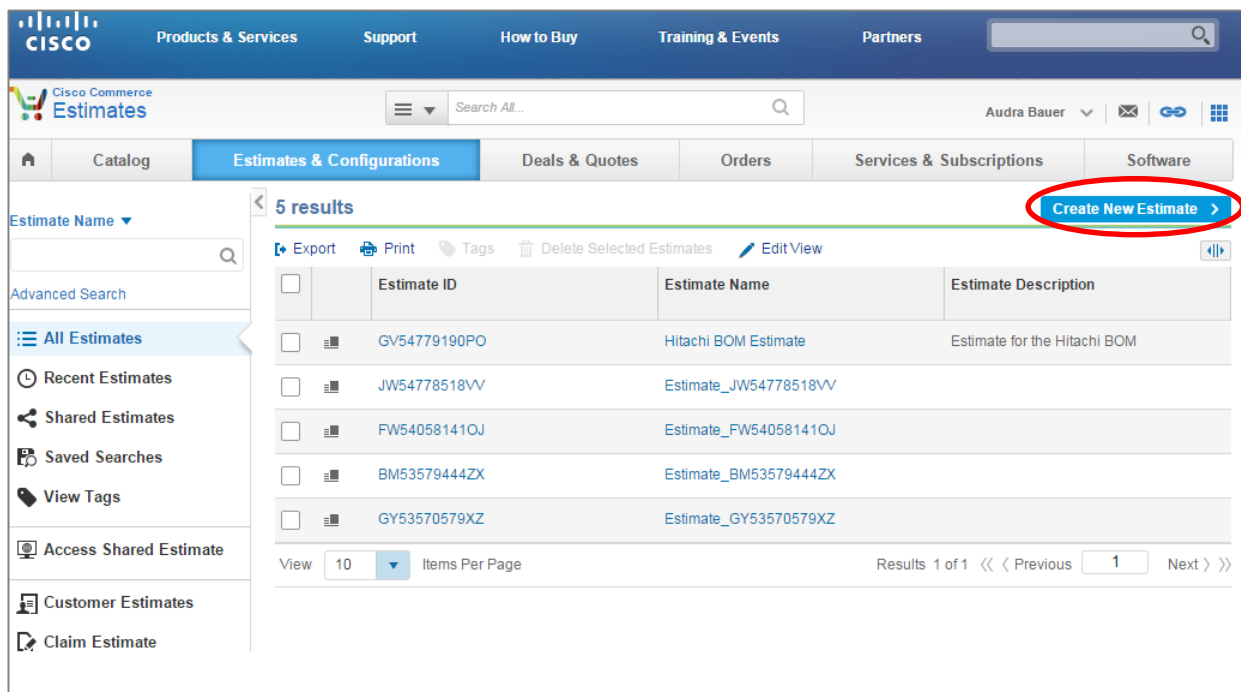 CISCO
Products & Services Support How to Buy Training & Events Partners
Cisco Commerce
Estimates
Search All...
Audra Bauer
Catalog Estimates & Configurations Deals & Quotes Orders Services & Subscriptions Software
Estimate Name
5 results
Create New Estimate
Export Print Tags Delete Selected Estimates Edit View
Advanced Search
Estimate ID Estimate Name Estimate Description
All Estimates
Recent Estimates
Shared Estimates
Saved Searches
View Tags
Access Shared Estimate
Customer Estimates
Claim Estimate
GV54779190PO Hitachi BOM Estimate Estimate for the Hitachi BOM
JW54778518VV Estimate_JW54778518VV
FW54058141OJ Estimate_FW54058141OJ
BM53579444ZX Estimate_BM53579444ZX
GY53570579XZ Estimate_GY53570579XZ
View 10 Items Per Page Results 1 of 1 Previous 1 Next